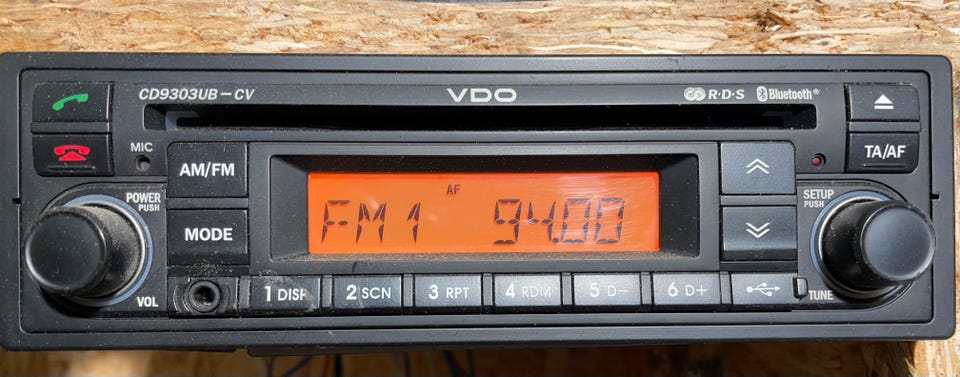 CD9303UB-CV
VDO
R·D·S
Bluetooth®
MIC
AM/FM
TA/AF
POWER
PUSH
AF
FM1 94.00
SETUP
PUSH
MODE
VOL
1 DISP
2 SCN
3 RPT
4 RDM
5 D-
6 D+
TUNE